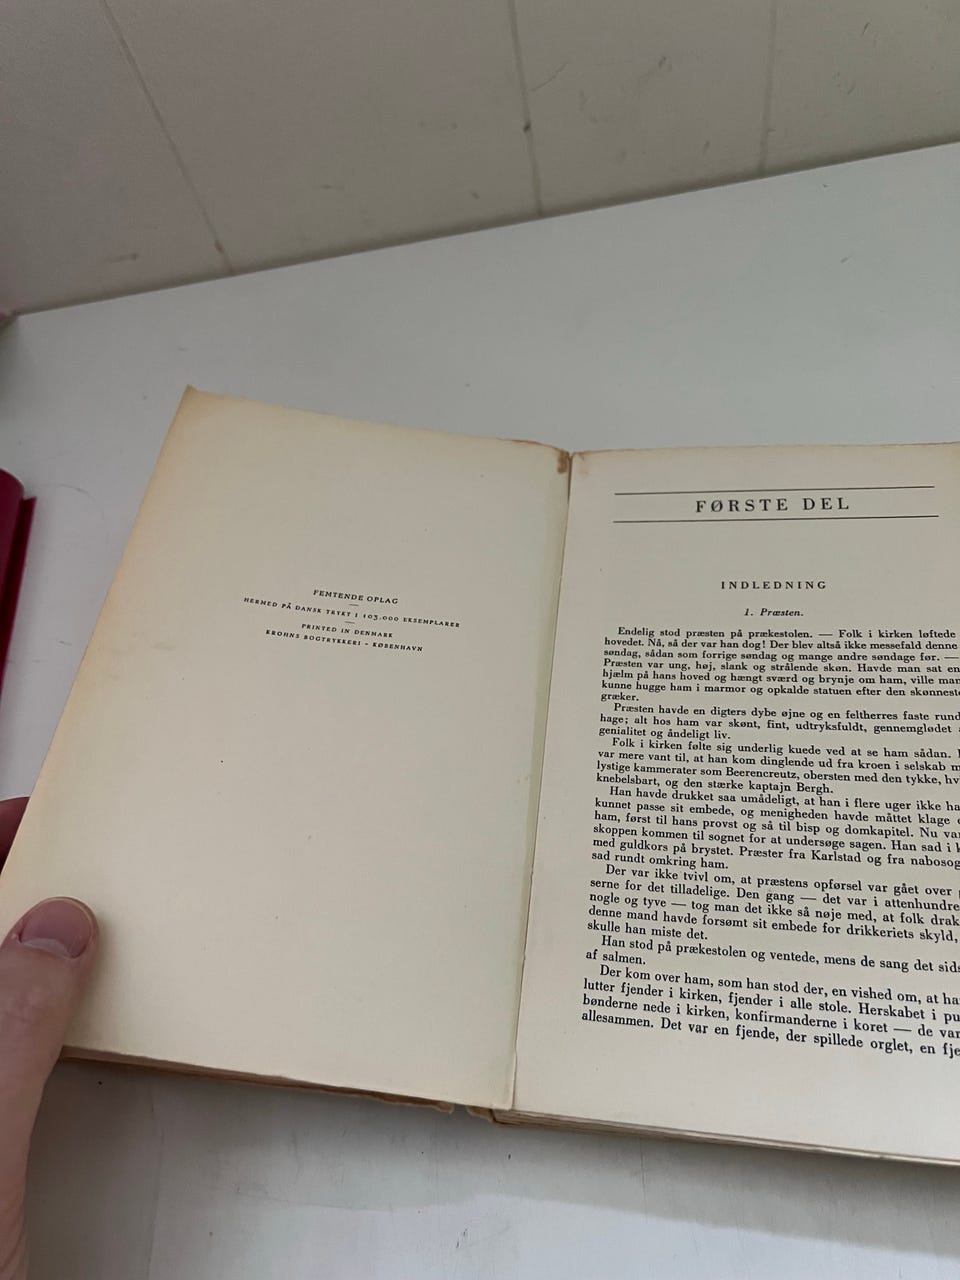 FEMTENDE OPLAG
—
HERMED PÅ DANSK TRYKT I 103.000 EKSEMPLARER
—
PRINTED IN DENMARK
KROHNS BOGTRYKKERI – KØBENHAVN
FØRSTE DEL
INDLEDNING
1. Præsten.
Endelig stod præsten på prækestolen. — Folk i kirken løftede
hovedet. Nå, så der var han dog! Der blev altså ikke messefald denne
søndag, sådan som forrige søndag og mange andre søndage før. —
Præsten var ung, høj, slank og strålende skøn. Havde man sat en
hjælm på hans hoved og hængt sværd og brynje om ham, ville man
kunne hugge ham i marmor og opkalde statuen efter den skønneste
græker.
Præsten havde en digters dybe øjne og en feltherres faste rund
hage; alt hos ham var skønt, fint, udtryksfuldt, gennemglødet
genialitet og åndeligt liv.
Folk i kirken følte sig underlig kuede ved at se ham sådan.
var mere vant til, at han kom dinglende ud fra kroen i selskab
lystige kammerater som Beerencreutz, obersten med den tykke,
knebelsbart, og den stærke kaptajn Bergh.
Han havde drukket saa umådeligt, at han i flere uger ikke
kunnet passe sit embede, og menigheden havde måttet klage
ham, først til hans provst og så til bisp og domkapitel. Nu
skoppen kommen til sognet for at undersøge sagen. Han sad i
med guldkors på brystet. Præster fra Karlstad og fra
sad rundt omkring ham.
Der var ikke tvivl om, at præstens opførsel var gået over
serne for det tilladelige. Den gang — det var i attenhundre
nogle og tyve — tog man det ikke så nøje med, at folk drak
denne mand havde forsømt sit embede for drikkeriets skyld,
skulle han miste det.
Han stod på prækestolen og ventede, mens de sang det
af salmen.
Der kom over ham, som han stod der, en vished om, at
lutter fjender i kirken, fjender i alle stole. Herskabet i
bønderne nede i kirken, konfirmanderne i koret — de var
allesammen. Det var en fjende, der spillede orglet, en